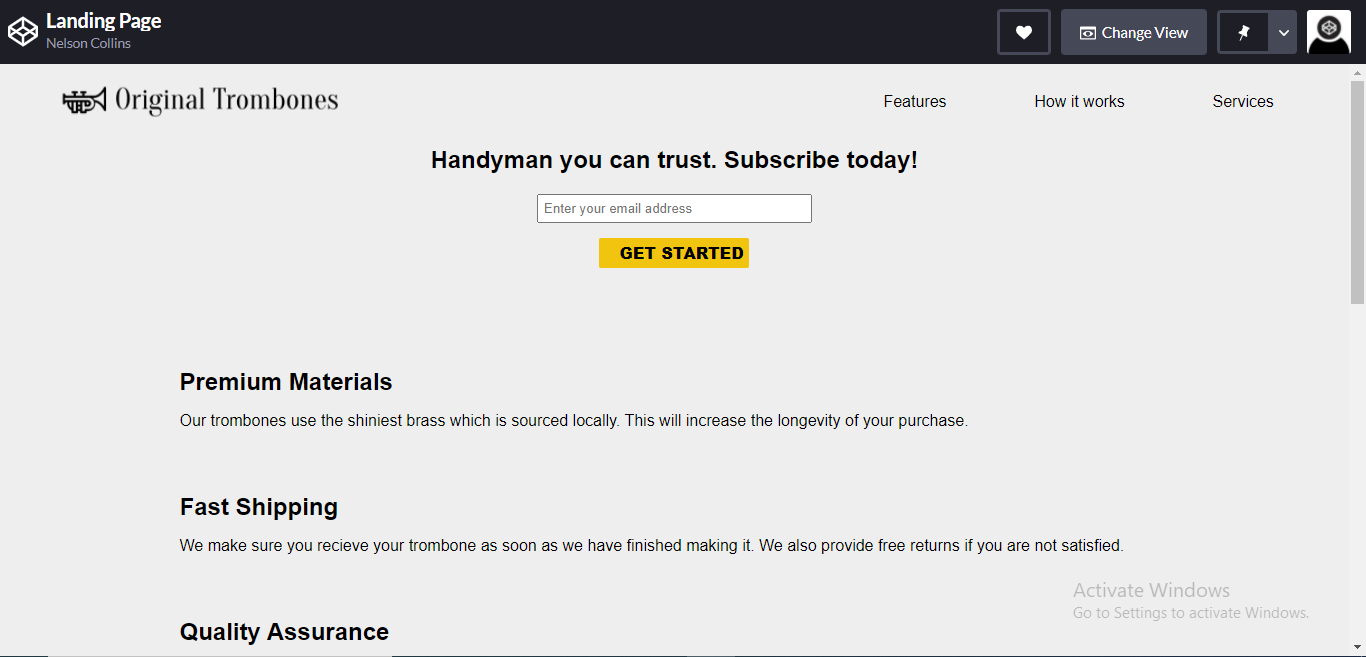 Landing Page
Nelson Collins
Change View
Original Trombones
Features How it works Services
Handyman you can trust. Subscribe today!
Enter your email address
GET STARTED
Premium Materials
Our trombones use the shiniest brass which is sourced locally. This will increase the longevity of your purchase.
Fast Shipping
We make sure you recieve your trombone as soon as we have finished making it. We also provide free returns if you are not satisfied.
Activate Windows
Go to Settings to activate Windows.
Quality Assurance